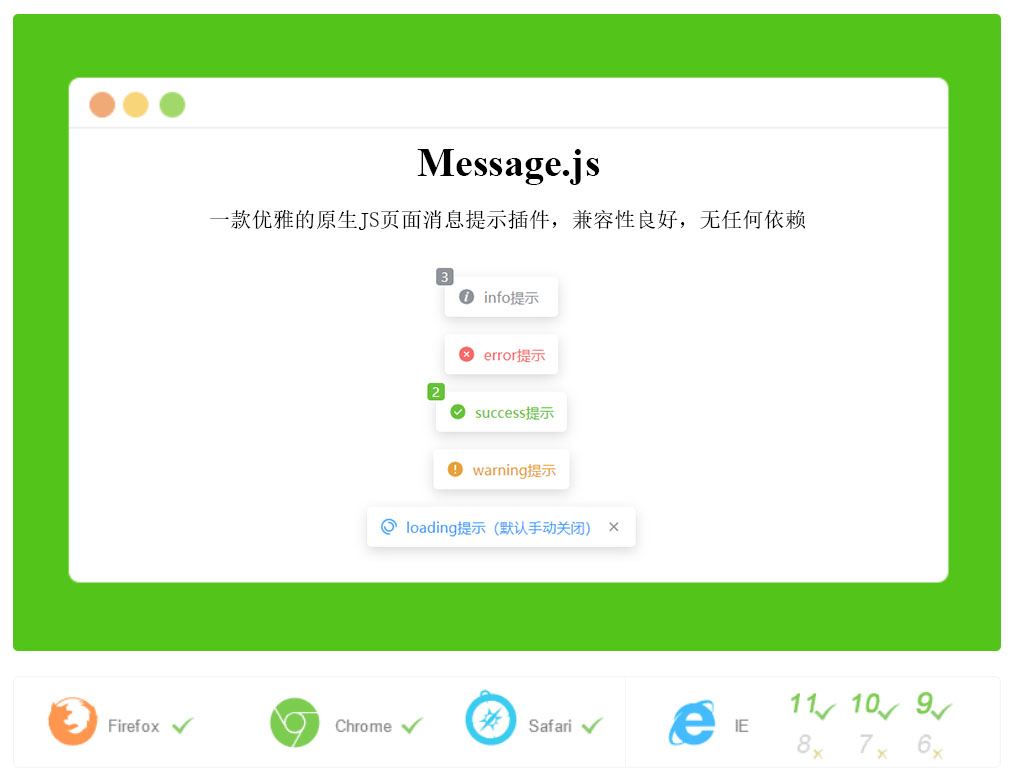 Message.js
一款优雅的原生JS页面消息提示插件，兼容性良好，无任何依赖
3
info提示
error提示
2
success提示
warning提示
loading提示（默认手动关闭）
Firefox
Chrome
Safari
IE
11 10 9
8 7 6